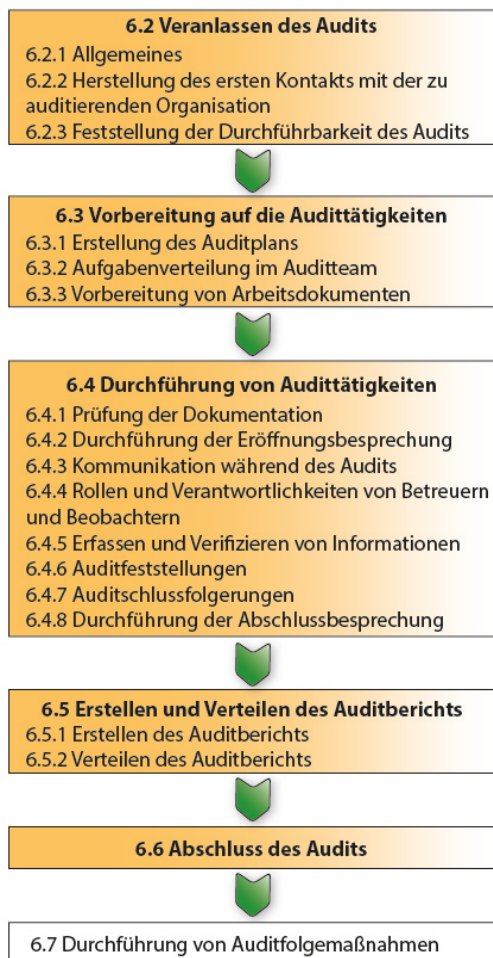 6.2 Veranlassen des Audits
6.2.1 Allgemeines
6.2.2 Herstellung des ersten Kontakts mit der zu
auditierenden Organisation
6.2.3 Feststellung der Durchführbarkeit des Audits
6.3 Vorbereitung auf die Audittätigkeiten
6.3.1 Erstellung des Auditplans
6.3.2 Aufgabenverteilung im Auditteam
6.3.3 Vorbereitung von Arbeitsdokumenten
6.4 Durchführung von Audittätigkeiten
6.4.1 Prüfung der Dokumentation
6.4.2 Durchführung der Eröffnungsbesprechung
6.4.3 Kommunikation während des Audits
6.4.4 Rollen und Verantwortlichkeiten von Betreuern
und Beobachtern
6.4.5 Erfassen und Verifizieren von Informationen
6.4.6 Auditfeststellungen
6.4.7 Auditschlussfolgerungen
6.4.8 Durchführung der Abschlussbesprechung
6.5 Erstellen und Verteilen des Auditberichts
6.5.1 Erstellen des Auditberichts
6.5.2 Verteilen des Auditberichts
6.6 Abschluss des Audits
6.7 Durchführung von Auditfolgemaßnahmen